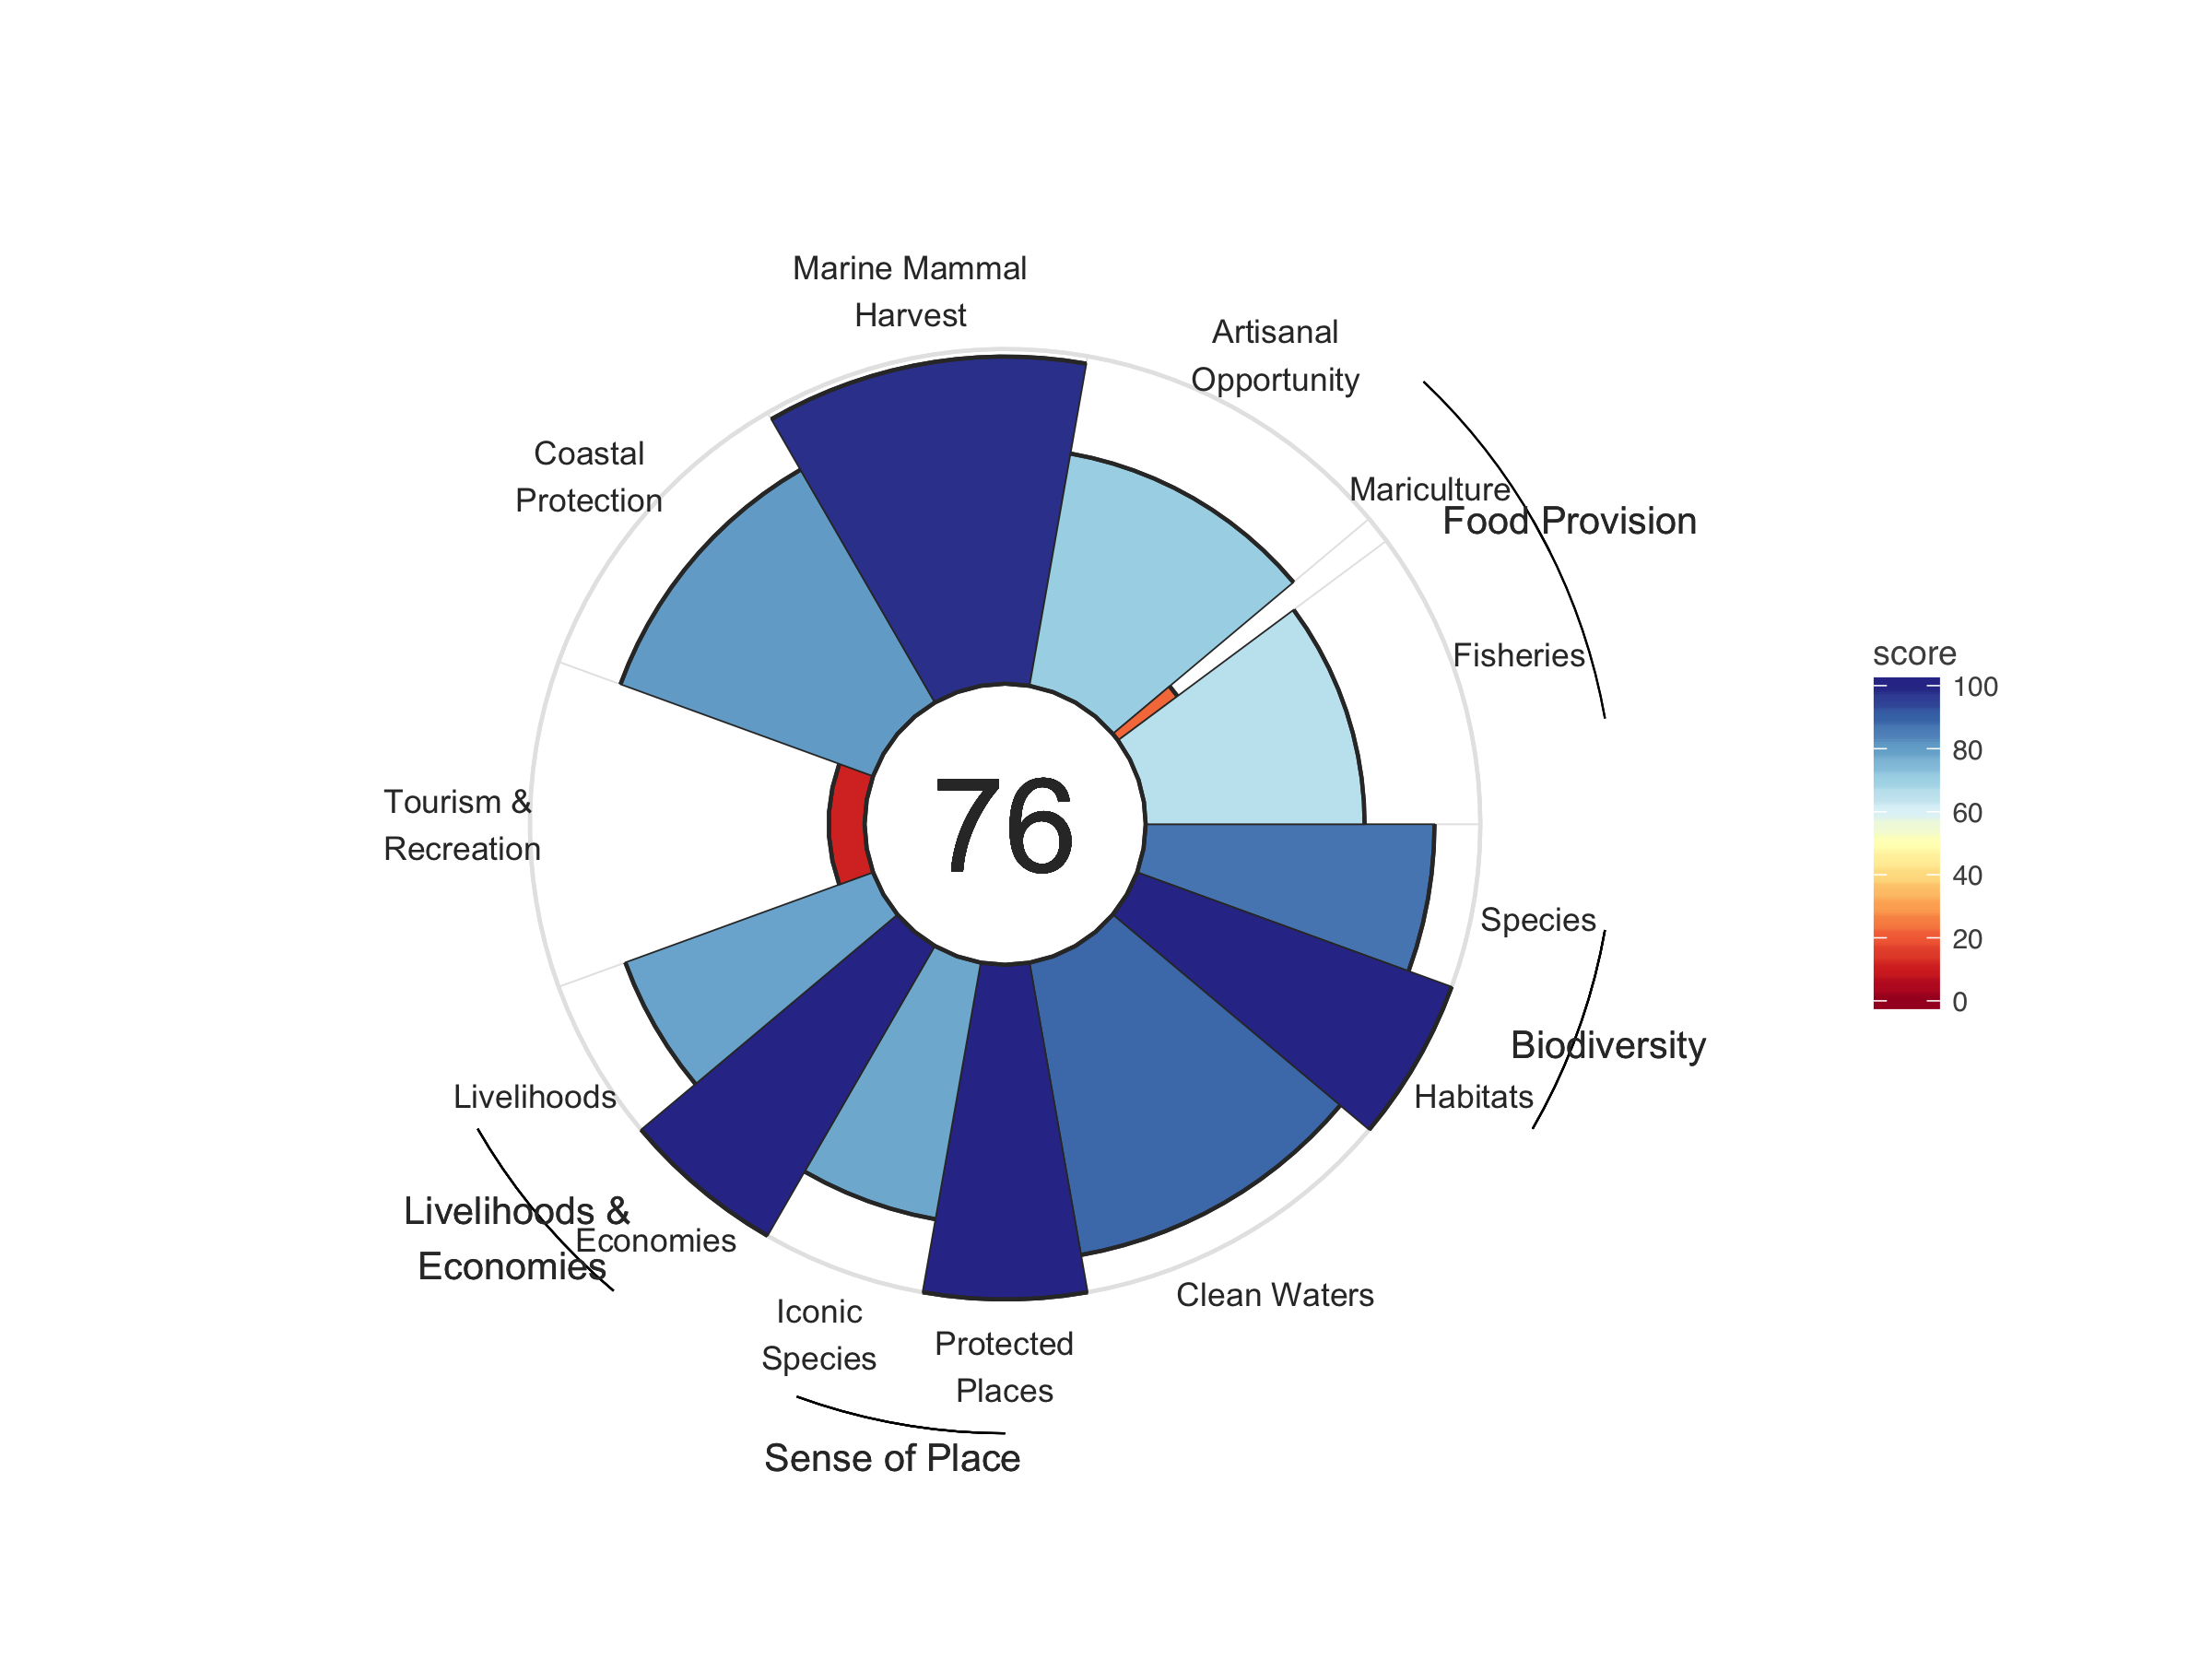 Marine Mammal
Harvest
Artisanal
Opportunity
Coastal
Protection
Mariculture
Food Provision
Fisheries
score
100
80
60
40
20
0
Tourism &
Recreation
76
Species
Biodiversity
Habitats
Livelihoods
Livelihoods &
Economies
Economies
Clean Waters
Iconic
Species
Protected
Places
Sense of Place